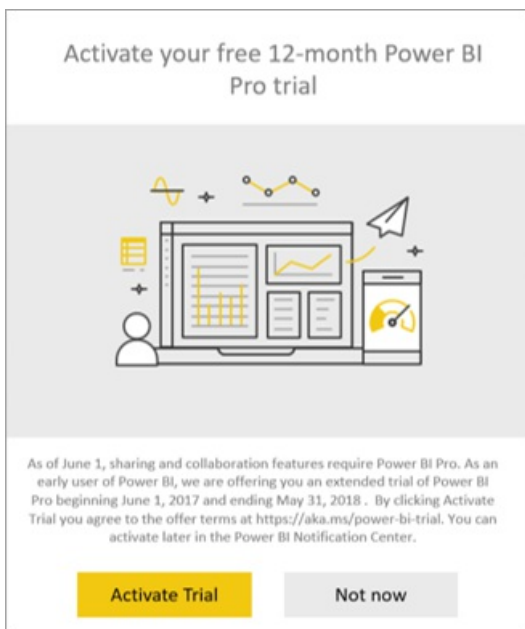 Activate your free 12-month Power BI
Pro trial
As of June 1, sharing and collaboration features require Power BI Pro. As an
early user of Power BI, we are offering you an extended trial of Power BI
Pro beginning June 1, 2017 and ending May 31, 2018 . By clicking Activate
Trial you agree to the offer terms at https://aka.ms/power-bi-trial. You can
activate later in the Power BI Notification Center.
Activate Trial
Not now